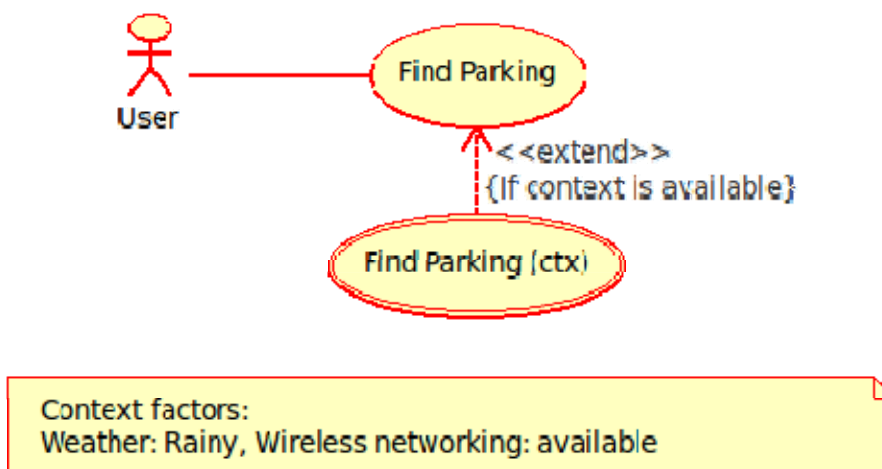 Find Parking
User
<<extend>>
{If context is available}
Find Parking (ctx)
Context factors:
Weather: Rainy, Wireless networking: available